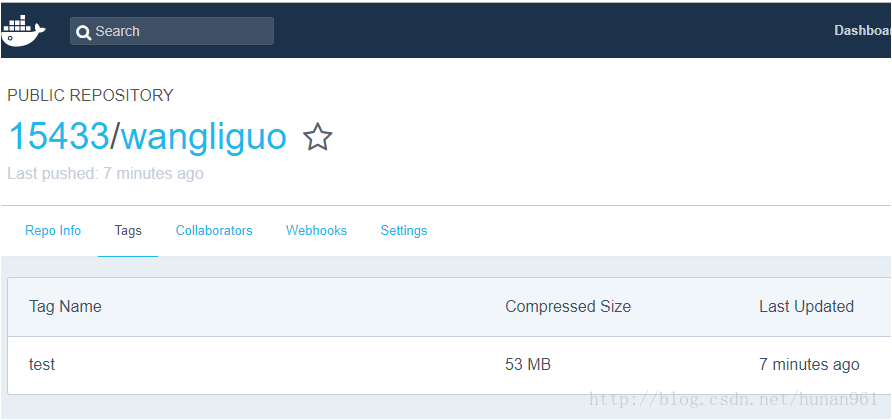 Search Dashboar
PUBLIC REPOSITORY
15433/wangliguo
Last pushed: 7 minutes ago
Repo Info Tags Collaborators Webhooks Settings
Tag Name Compressed Size Last Updated
test 53 MB 7 minutes ago
http://blog.csdn.net/hunan961